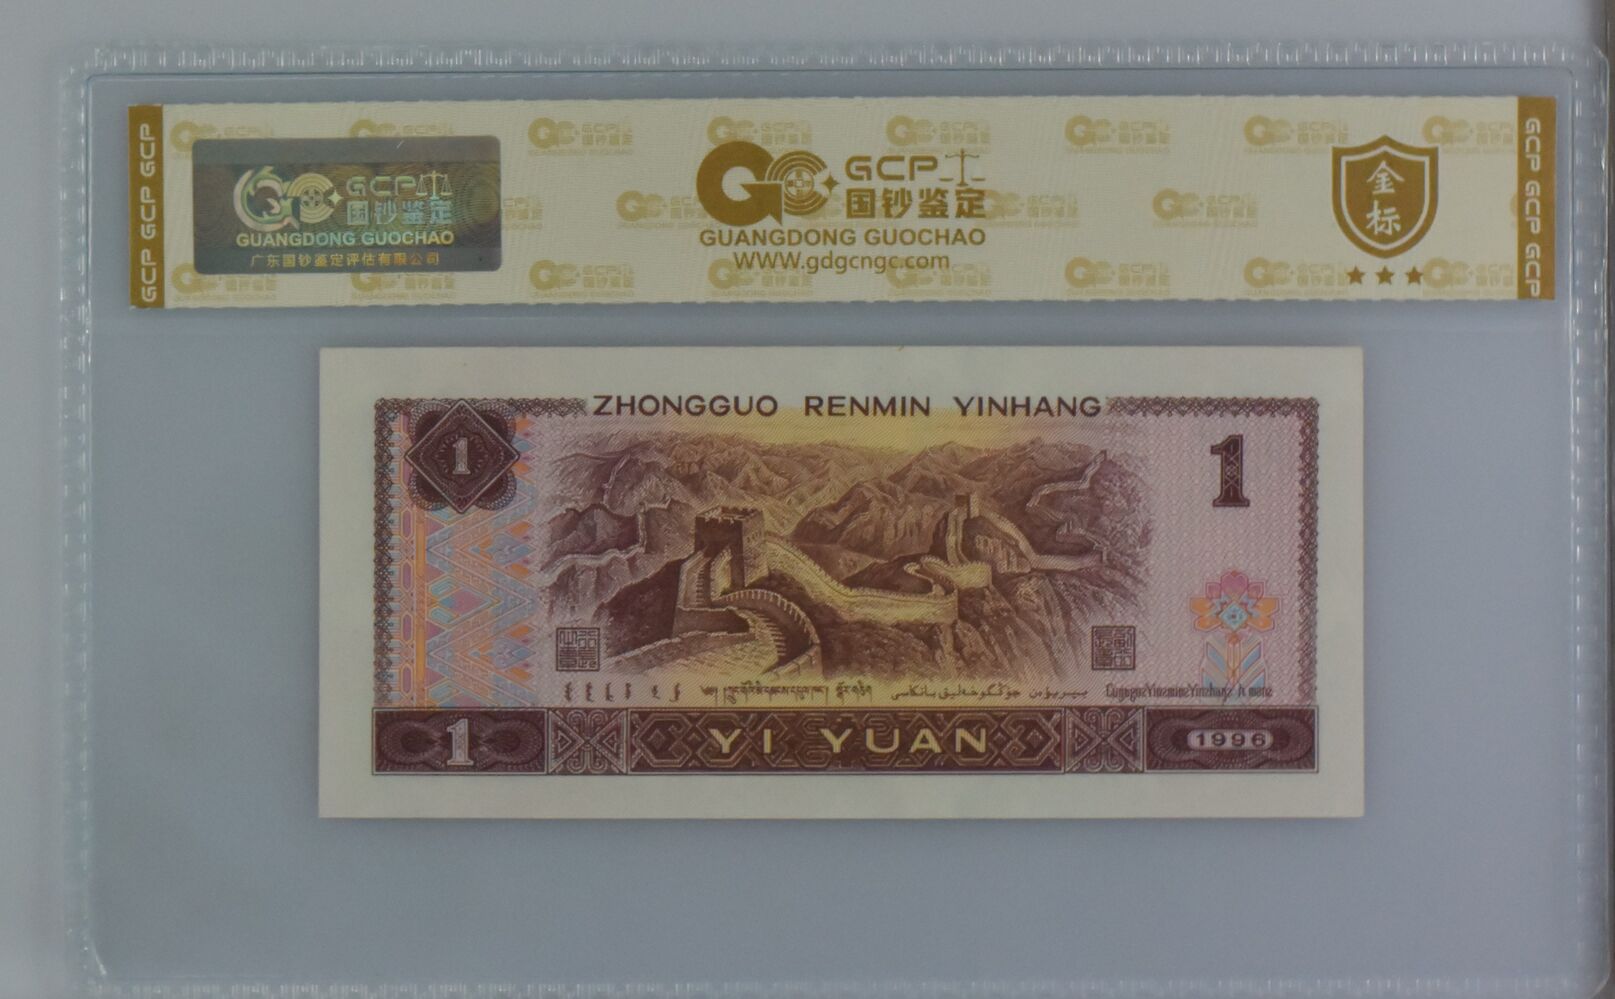 GCP GCP GCP
GCP
国钞鉴定
GUANGDONG GUOCHAO
广东国钞鉴定评估有限公司
GCP
国钞鉴定
GUANGDONG GUOCHAO
WWW.gdgcngc.com
金标
GCP GCP GCP
ZHONGGUO RENMIN YINHANG
1
1
1
YI YUAN
1996